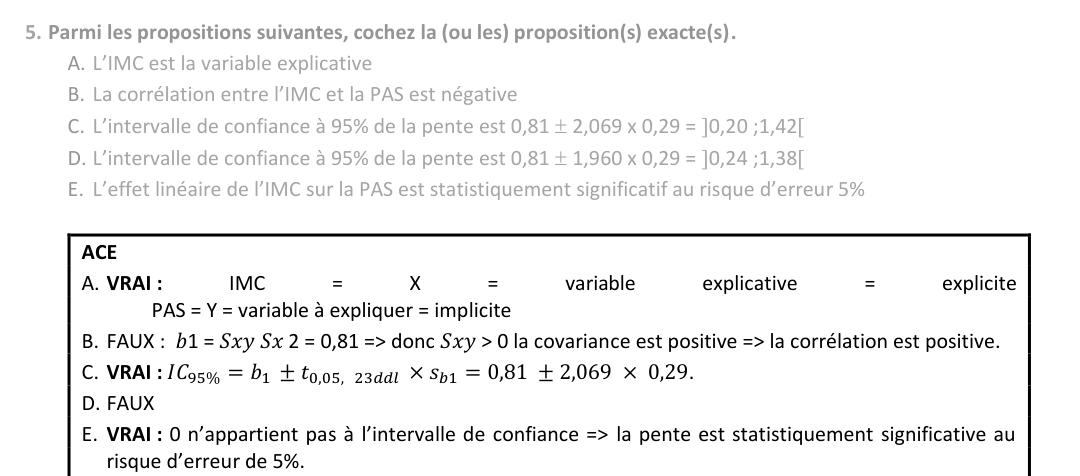 5. Parmi les propositions suivantes, cochez la (ou les) proposition(s) exacte(s).
A. L’IMC est la variable explicative
B. La corrélation entre l’IMC et la PAS est négative
C. L’intervalle de confiance à 95% de la pente est 0,81 ± 2,069 x 0,29 = ]0,20 ;1,42[
D. L’intervalle de confiance à 95% de la pente est 0,81 ± 1,960 x 0,29 = ]0,24 ;1,38[
E. L’effet linéaire de l’IMC sur la PAS est statistiquement significatif au risque d’erreur 5%
ACE
A. VRAI : IMC = X = variable explicative = explicite
PAS = Y = variable à expliquer = implicite
B. FAUX : b1 = Sxy Sx 2 = 0,81 => donc Sxy > 0 la covariance est positive => la corrélation est positive.
C. VRAI : IC95% = b1 ± t0,05, 23ddl × sb1 = 0,81 ± 2,069 × 0,29.
D. FAUX
E. VRAI : 0 n’appartient pas à l’intervalle de confiance => la pente est statistiquement significative au
risque d’erreur de 5%.